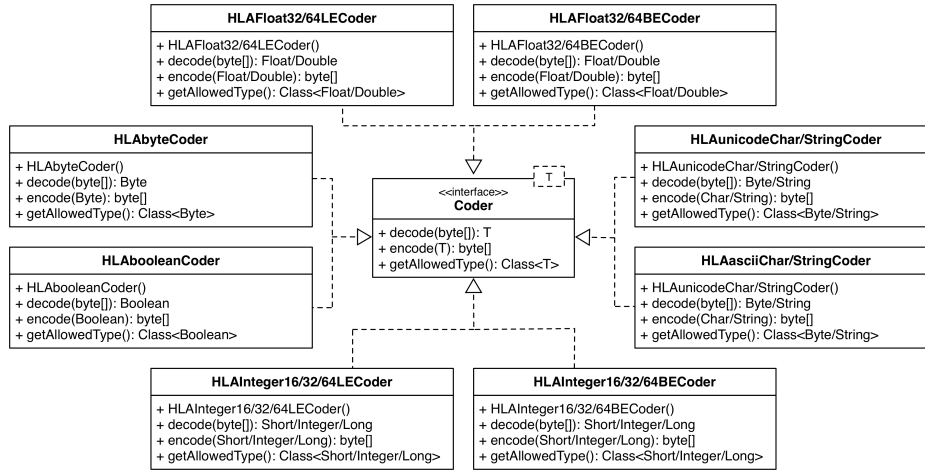 HLAFloat32/64LECoder
+ HLAFloat32/64LECoder()
+ decode(byte[]): Float/Double
+ encode(Float/Double): byte[]
+ getAllowedType(): Class<Float/Double>
HLAFloat32/64BECoder
+ HLAFloat32/64BECoder()
+ decode(byte[]): Float/Double
+ encode(Float/Double): byte[]
+ getAllowedType(): Class<Float/Double>
HLAbyteCoder
+ HLAbyteCoder()
+ decode(byte[]): Byte
+ encode(Byte): byte[]
+ getAllowedType(): Class<Byte>
T
<<interface>>
Coder
+ decode(byte[]): T
+ encode(T): byte[]
+ getAllowedType(): Class<T>
HLAunicodeChar/StringCoder
+ HLAunicodeChar/StringCoder()
+ decode(byte[]): Byte/String
+ encode(Char/String): byte[]
+ getAllowedType(): Class<Byte/String>
HLAbooleanCoder
+ HLAbooleanCoder()
+ decode(byte[]): Boolean
+ encode(Boolean): byte[]
+ getAllowedType(): Class<Boolean>
HLAasciiChar/StringCoder
+ HLAunicodeChar/StringCoder()
+ decode(byte[]): Byte/String
+ encode(Char/String): byte[]
+ getAllowedType(): Class<Byte/String>
HLAInteger16/32/64LECoder
+ HLAInteger16/32/64LECoder()
+ decode(byte[]): Short/Integer/Long
+ encode(Short/Integer/Long): byte[]
+ getAllowedType(): Class<Short/Integer/Long>
HLAInteger16/32/64BECoder
+ HLAInteger16/32/64BECoder()
+ decode(byte[]): Short/Integer/Long
+ encode(Short/Integer/Long): byte[]
+ getAllowedType(): Class<Short/Integer/Long>